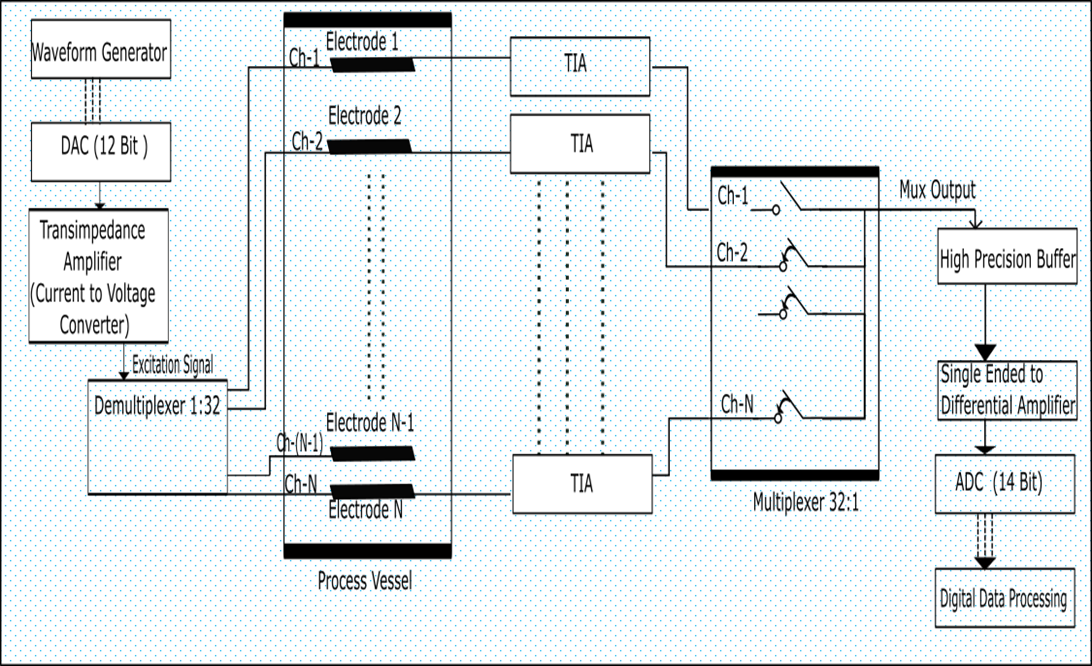 Waveform Generator
DAC (12 Bit )
Transimpedance
Amplifier
(Current to Voltage
Converter)
Excitation Signal
Demultiplexer 1:32
Electrode 1
Ch-1
Electrode 2
Ch-2
Electrode N-1
Ch-(N-1)
Ch-N
Electrode N
Process Vessel
TIA
TIA
TIA
Ch-1
Ch-2
Ch-N
Multiplexer 32:1
Mux Output
High Precision Buffer
Single Ended to
Differential Amplifier
ADC (14 Bit)
Digital Data Processing